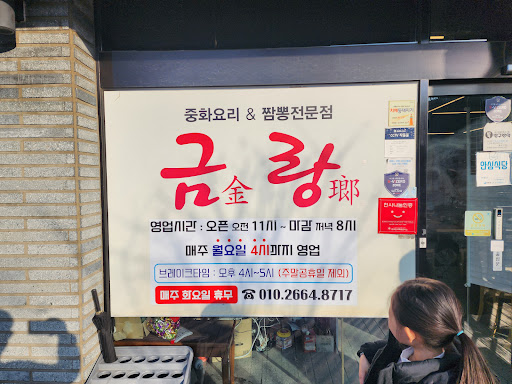 중화요리 & 짬뽕전문점
금金랑瑯
영업시간 : 오픈 오전 11시 ~ 마감 저녁 8시
매주 월요일 4시까지 영업
브레이크타임 : 오후 4시~5시 (주말공휴일 제외)
매주 화요일 휴무 ☎ 010.2664.8717
안심식당